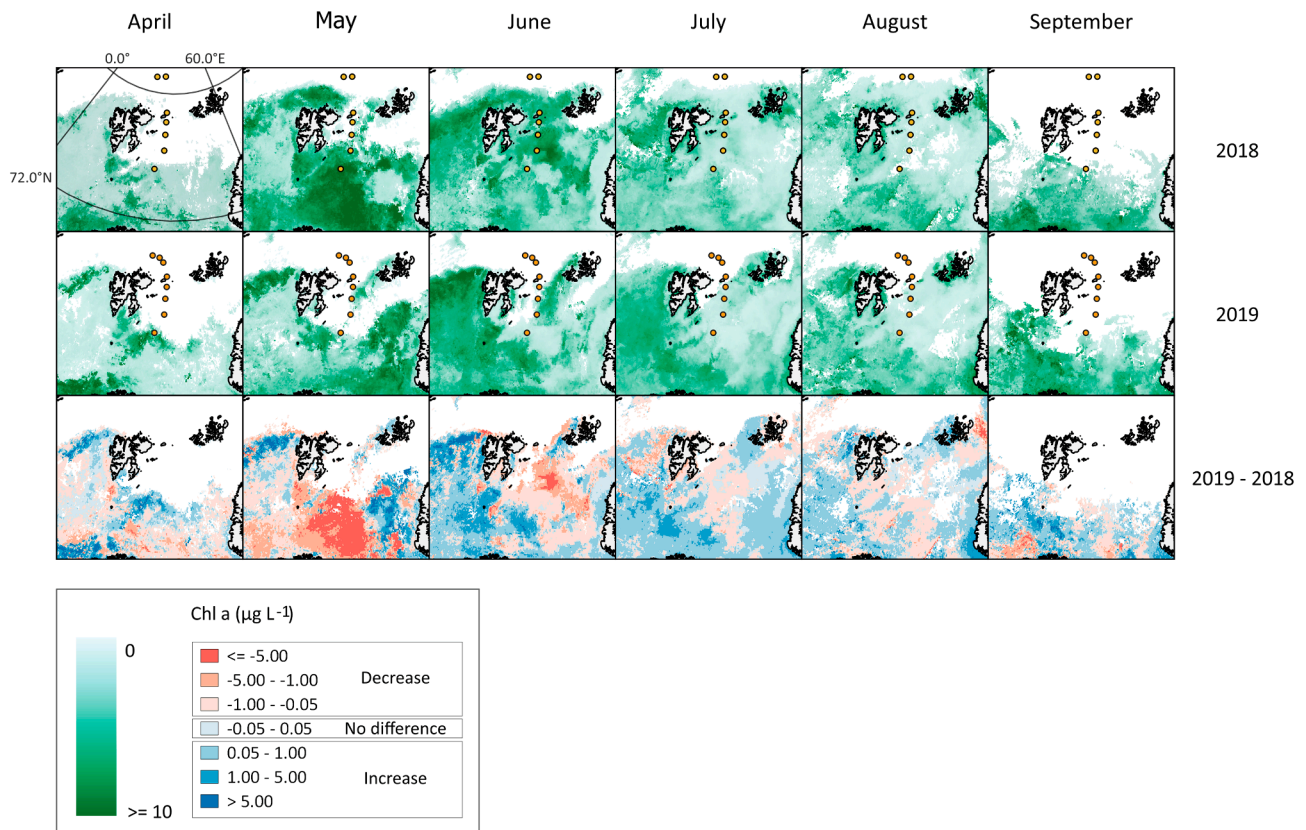 April May June July August September
0.0° 60.0°E
72.0°N
2018
2019
2019 - 2018
Chl a (µg L-1)
0
>= 10
<= -5.00
-5.00 - -1.00 Decrease
-1.00 - -0.05
-0.05 - 0.05 No difference
0.05 - 1.00
1.00 - 5.00 Increase
> 5.00